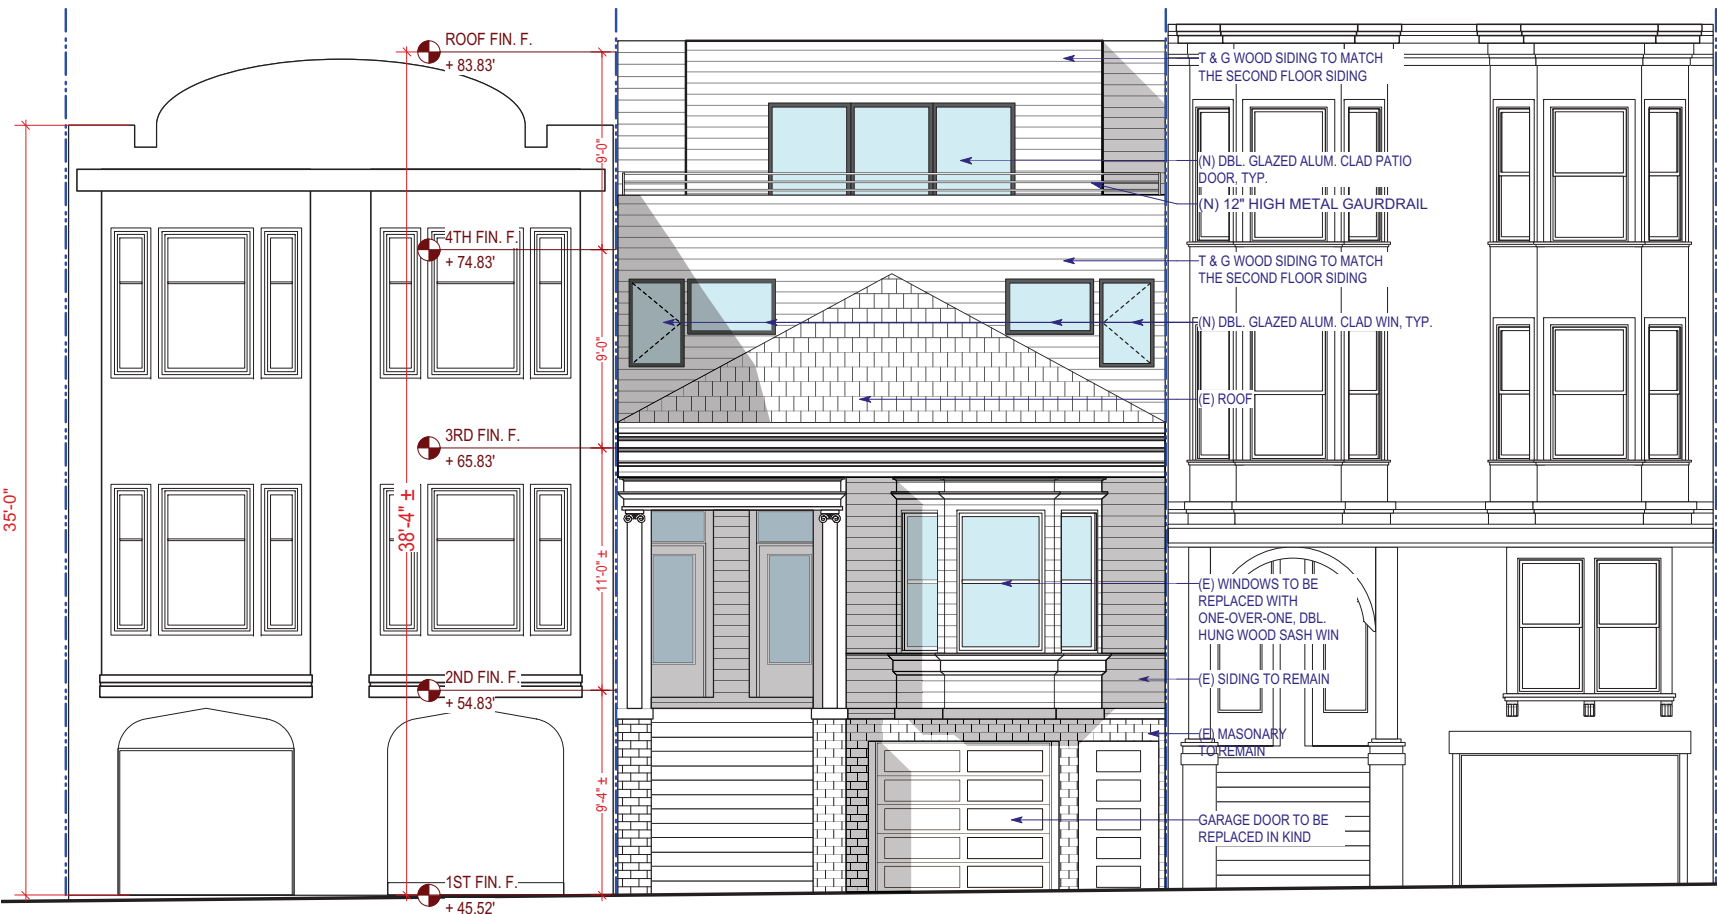 ROOF FIN. F.
+ 83.83'
4TH FIN. F.
+ 74.83'
3RD FIN. F.
+ 65.83'
2ND FIN. F.
+ 54.83'
1ST FIN. F.
+ 45.52'
35'-0"
38'-4" ±
9'-0"
9'-0"
11'-0" ±
9'-4" ±
T & G WOOD SIDING TO MATCH
THE SECOND FLOOR SIDING
(N) DBL. GLAZED ALUM. CLAD PATIO
DOOR, TYP.
(N) 12" HIGH METAL GAURDRAIL
T & G WOOD SIDING TO MATCH
THE SECOND FLOOR SIDING
(N) DBL. GLAZED ALUM. CLAD WIN, TYP.
(E) ROOF
(E) WINDOWS TO BE
REPLACED WITH
ONE-OVER-ONE, DBL.
HUNG WOOD SASH WIN
(E) SIDING TO REMAIN
(E) MASONARY
TO REMAIN
GARAGE DOOR TO BE
REPLACED IN KIND